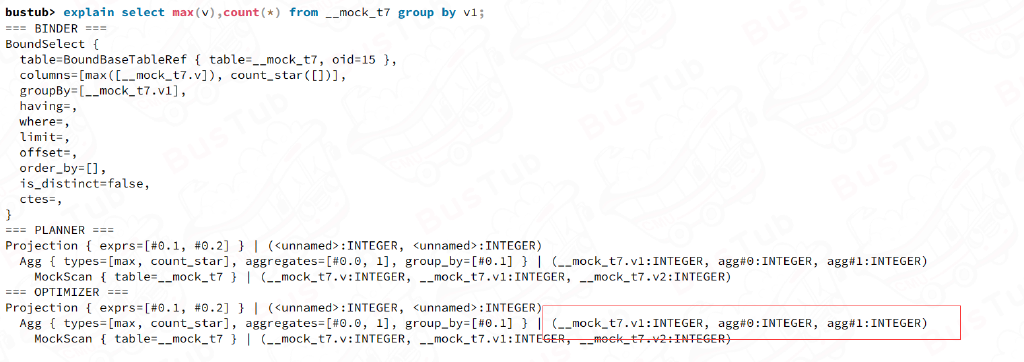 bustub> explain select max(v),count(*) from __mock_t7 group by v1;
=== BINDER ===
BoundSelect {
  table=BoundBaseTableRef { table=__mock_t7, oid=15 },
  columns=[max([__mock_t7.v]), count_star([])],
  groupBy=[__mock_t7.v1],
  having=,
  where=,
  limit=,
  offset=,
  order_by=[],
  is_distinct=false,
  ctes=,
}
=== PLANNER ===
Projection { exprs=[#0.1, #0.2] } | (<unnamed>:INTEGER, <unnamed>:INTEGER)
  Agg { types=[max, count_star], aggregates=[#0.0, 1], group_by=[#0.1] } | (__mock_t7.v1:INTEGER, agg#0:INTEGER, agg#1:INTEGER)
    MockScan { table=__mock_t7 } | (__mock_t7.v:INTEGER, __mock_t7.v1:INTEGER, __mock_t7.v2:INTEGER)
=== OPTIMIZER ===
Projection { exprs=[#0.1, #0.2] } | (<unnamed>:INTEGER, <unnamed>:INTEGER)
  Agg { types=[max, count_star], aggregates=[#0.0, 1], group_by=[#0.1] } | (__mock_t7.v1:INTEGER, agg#0:INTEGER, agg#1:INTEGER)
    MockScan { table=__mock_t7 } | (__mock_t7.v:INTEGER, __mock_t7.v1:INTEGER, __mock_t7.v2:INTEGER)